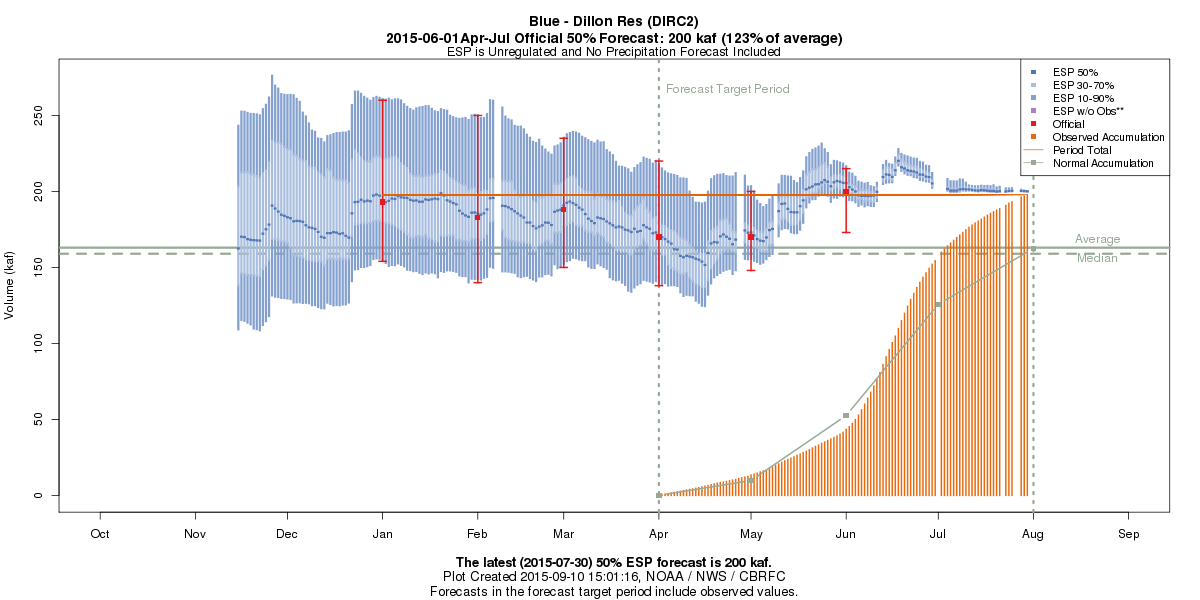 Blue - Dillon Res (DIRC2)
2015-06-01Apr-Jul Official 50% Forecast: 200 kaf (123% of average)
ESP is Unregulated and No Precipitation Forecast Included
Forecast Target Period
ESP 50%
ESP 30-70%
ESP 10-90%
ESP w/o Obs**
Official
Observed Accumulation
Period Total
Normal Accumulation
Average
Median
Volume (kaf)
250
200
150
100
50
0
Oct Nov Dec Jan Feb Mar Apr May Jun Jul Aug Sep
The latest (2015-07-30) 50% ESP forecast is 200 kaf.
Plot Created 2015-09-10 15:01:16, NOAA / NWS / CBRFC
Forecasts in the forecast target period include observed values.